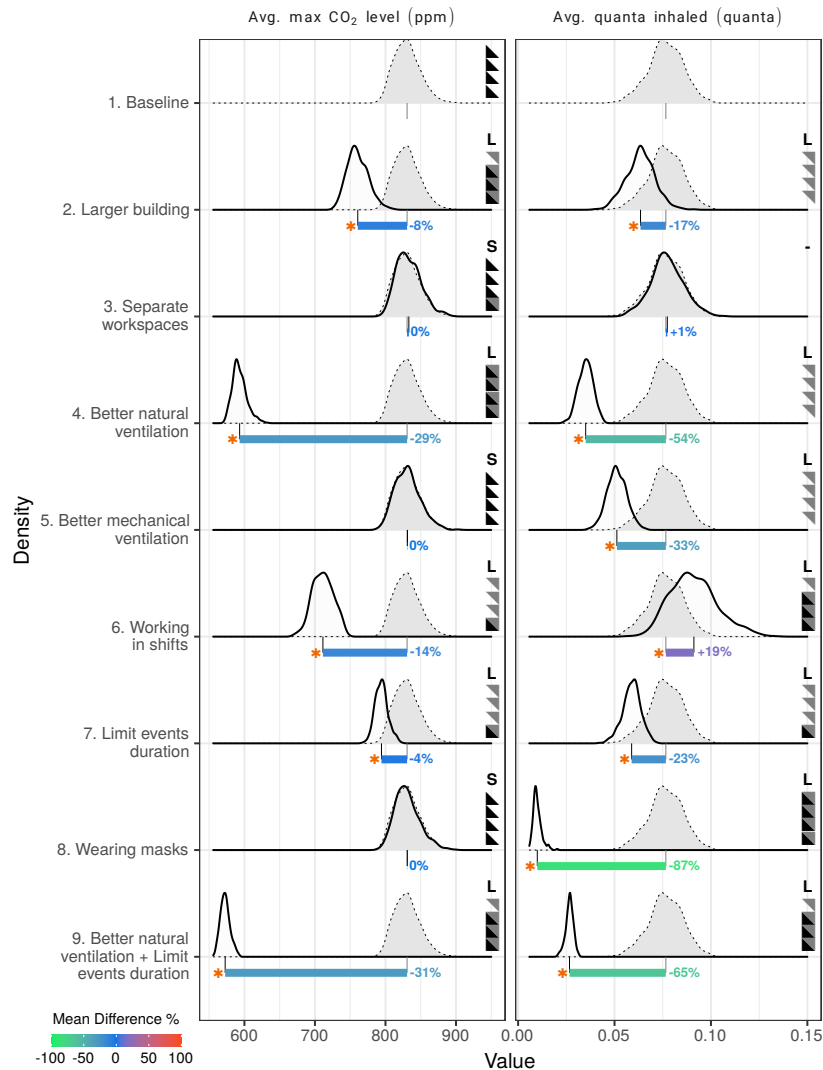 Avg. max CO₂ level (ppm)
Avg. quanta inhaled (quanta)
1. Baseline
L
L
2. Larger building
* -8%
* -17%
S
-
3. Separate
workspaces
0%
+1%
L
L
4. Better natural
ventilation
* -29%
* -54%
S
L
5. Better mechanical
ventilation
0%
* -33%
L
L
6. Working
in shifts
* -14%
* +19%
L
L
7. Limit events
duration
* -4%
* -23%
S
L
8. Wearing masks
0%
* -87%
L
L
9. Better natural
ventilation + Limit
events duration
* -31%
* -65%
Density
Mean Difference %
-100 -50 0 50 100
600 700 800 900
0.00 0.05 0.10 0.15
Value